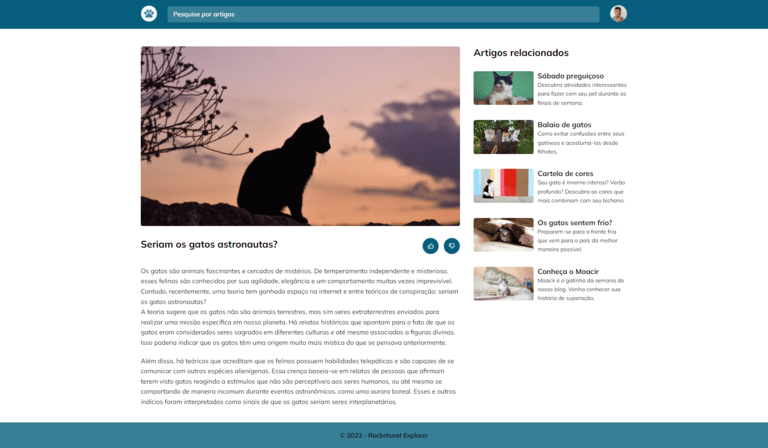 Pesquise por artigos
Artigos relacionados
Sábado preguiçoso
Descubra atividades interessantes
para fazer com seu pet durante os
finais de semana.
Balaio de gatos
Como evitar confusões entre seus
gatíneos e acostumá-los desde
filhotes.
Cartela de cores
Seu gato é inverno intenso? Verão
profundo? Descubra as cores que
mais combinam com seu bichano.
Os gatos sentem frio?
Preparem-se para a frente fria
que vem para o país da melhor
maneira possível.
Conheça o Moacir
Moacir é o gatinho da semana do
nosso blog. Venha conhecer sua
história de superação.
Seriam os gatos astronautas?
Os gatos são animais fascinantes e cercados de mistérios. De temperamento independente e misterioso,
esses felinos são conhecidos por sua agilidade, elegância e um comportamento muitas vezes imprevisível.
Contudo, recentemente, uma teoria tem ganhado espaço na internet e entre teóricos de conspiração: seriam
os gatos astronautas?
A teoria sugere que os gatos não são animais terrestres, mas sim seres extraterrestres enviados para
realizar uma missão específica em nosso planeta. Há relatos históricos que apontam para o fato de que os
gatos eram considerados seres sagrados em diferentes culturas e até mesmo associados a figuras divinas.
Isso poderia indicar que os gatos têm uma origem muito mais mística do que se pensava anteriormente.
Além disso, há teóricos que acreditam que os felinos possuem habilidades telepáticas e são capazes de se
comunicar com outras espécies alienígenas. Essa crença baseia-se em relatos de pessoas que afirmam
terem visto gatos reagindo a estímulos que não são perceptíveis aos seres humanos, ou até mesmo se
comportando de maneira incomum durante eventos astronômicos, como uma aurora boreal. Esses e outros
indícios foram interpretados como sinais de que os gatos seriam seres interplanetários.
© 2023 - Rocketseat Explorer